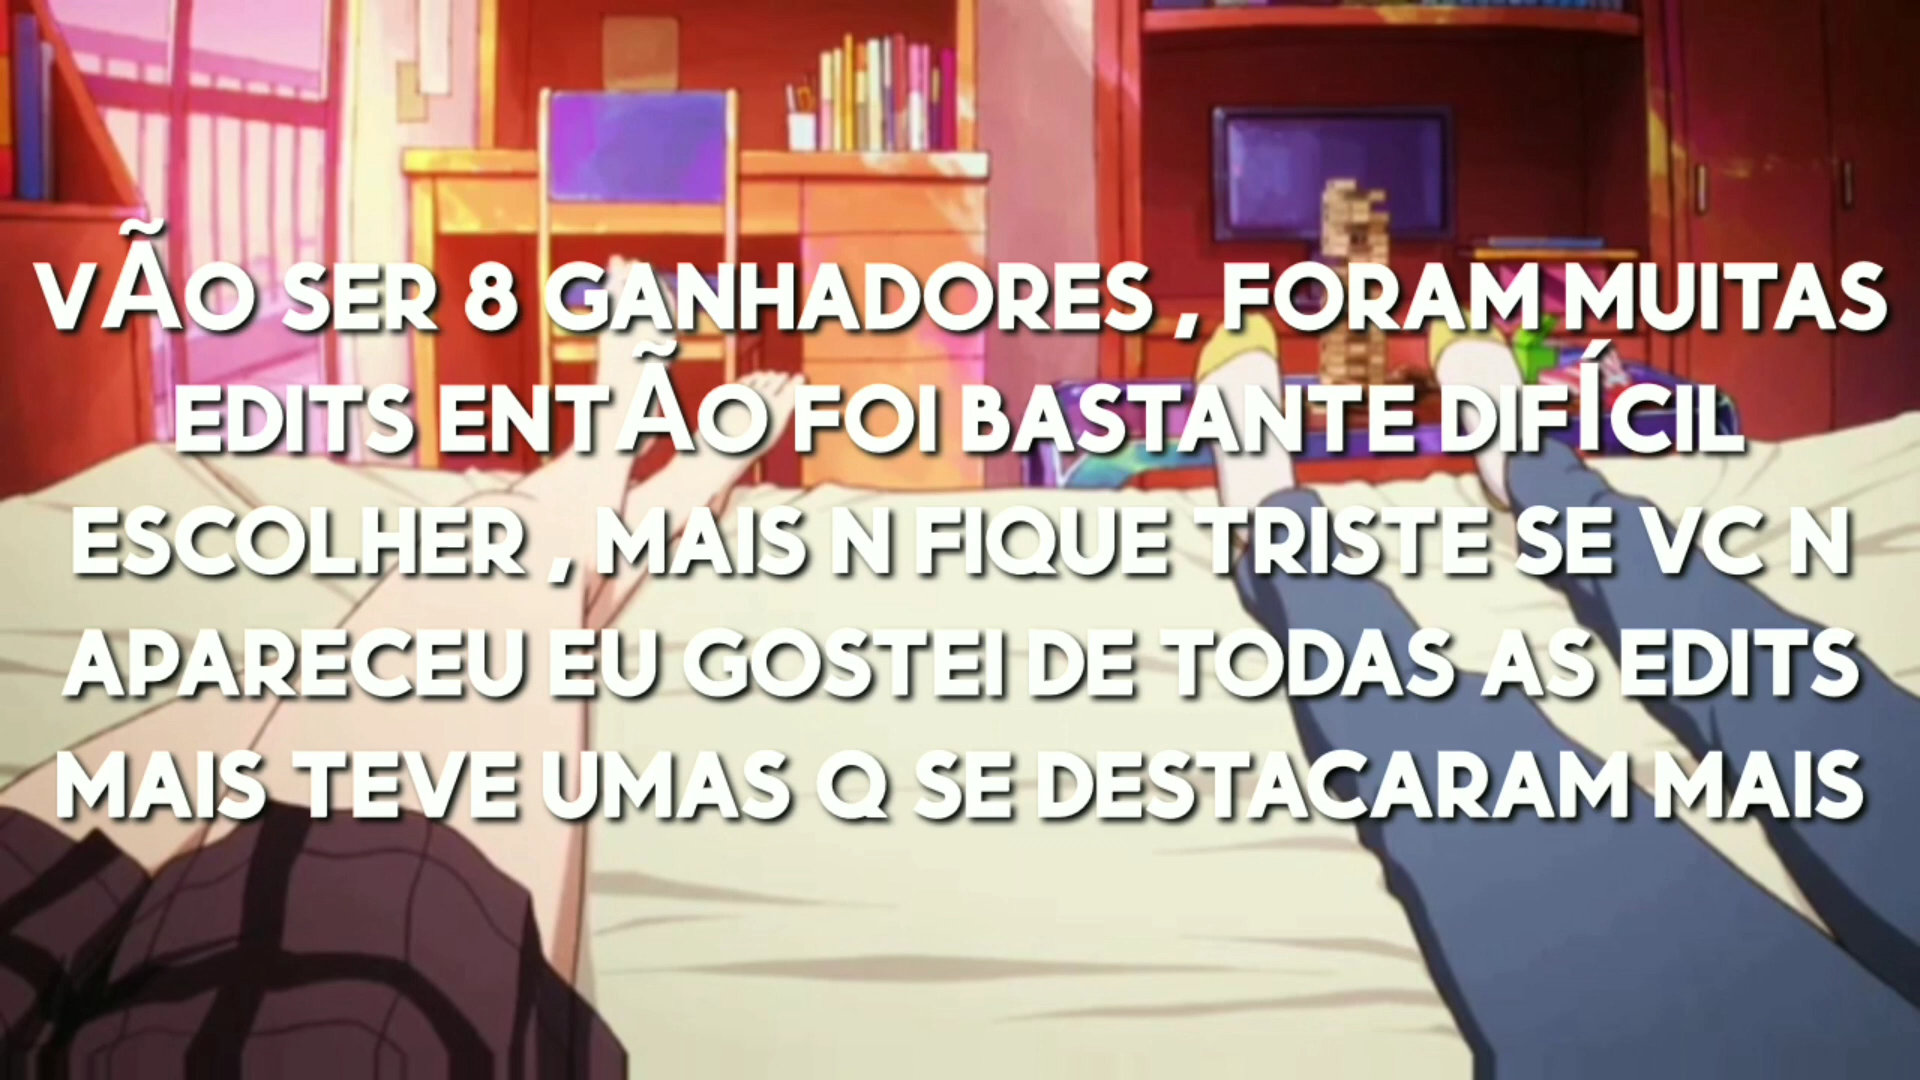 VÃO SER 8 GANHADORES , FORAM MUITAS
EDITS ENTÃO FOI BASTANTE DIFÍCIL
ESCOLHER , MAIS N FIQUE TRISTE SE VC N
APARECEU EU GOSTEI DE TODAS AS EDITS
MAIS TEVE UMAS Q SE DESTACARAM MAIS